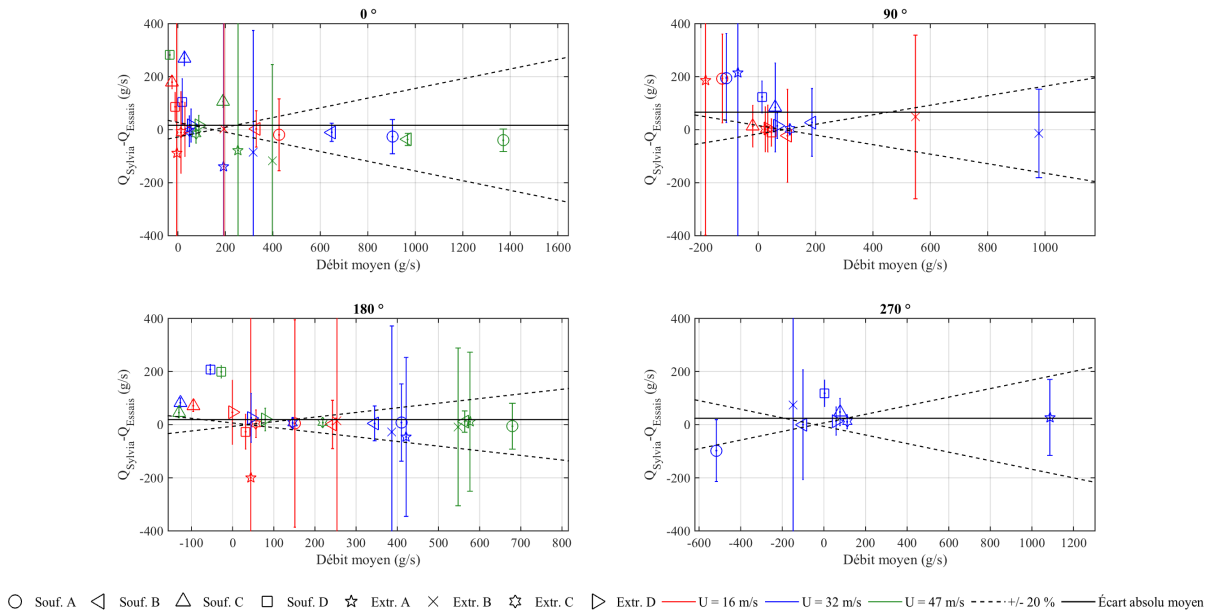 0 °
400
200
0
-200
-400
Q_Sylvia-Q_Essais (g/s)
0 200 400 600 800 1000 1200 1400 1600
Débit moyen (g/s)
90 °
400
200
0
-200
-400
Q_Sylvia-Q_Essais (g/s)
-200 0 200 400 600 800 1000
Débit moyen (g/s)
180 °
400
200
0
-200
-400
Q_Sylvia-Q_Essais (g/s)
-100 0 100 200 300 400 500 600 700 800
Débit moyen (g/s)
270 °
400
200
0
-200
-400
Q_Sylvia-Q_Essais (g/s)
-600 -400 -200 0 200 400 600 800 1000 1200
Débit moyen (g/s)
Souf. A Souf. B Souf. C Souf. D Extr. A Extr. B Extr. C Extr. D U = 16 m/s U = 32 m/s U = 47 m/s +/- 20 % Écart absolu moyen